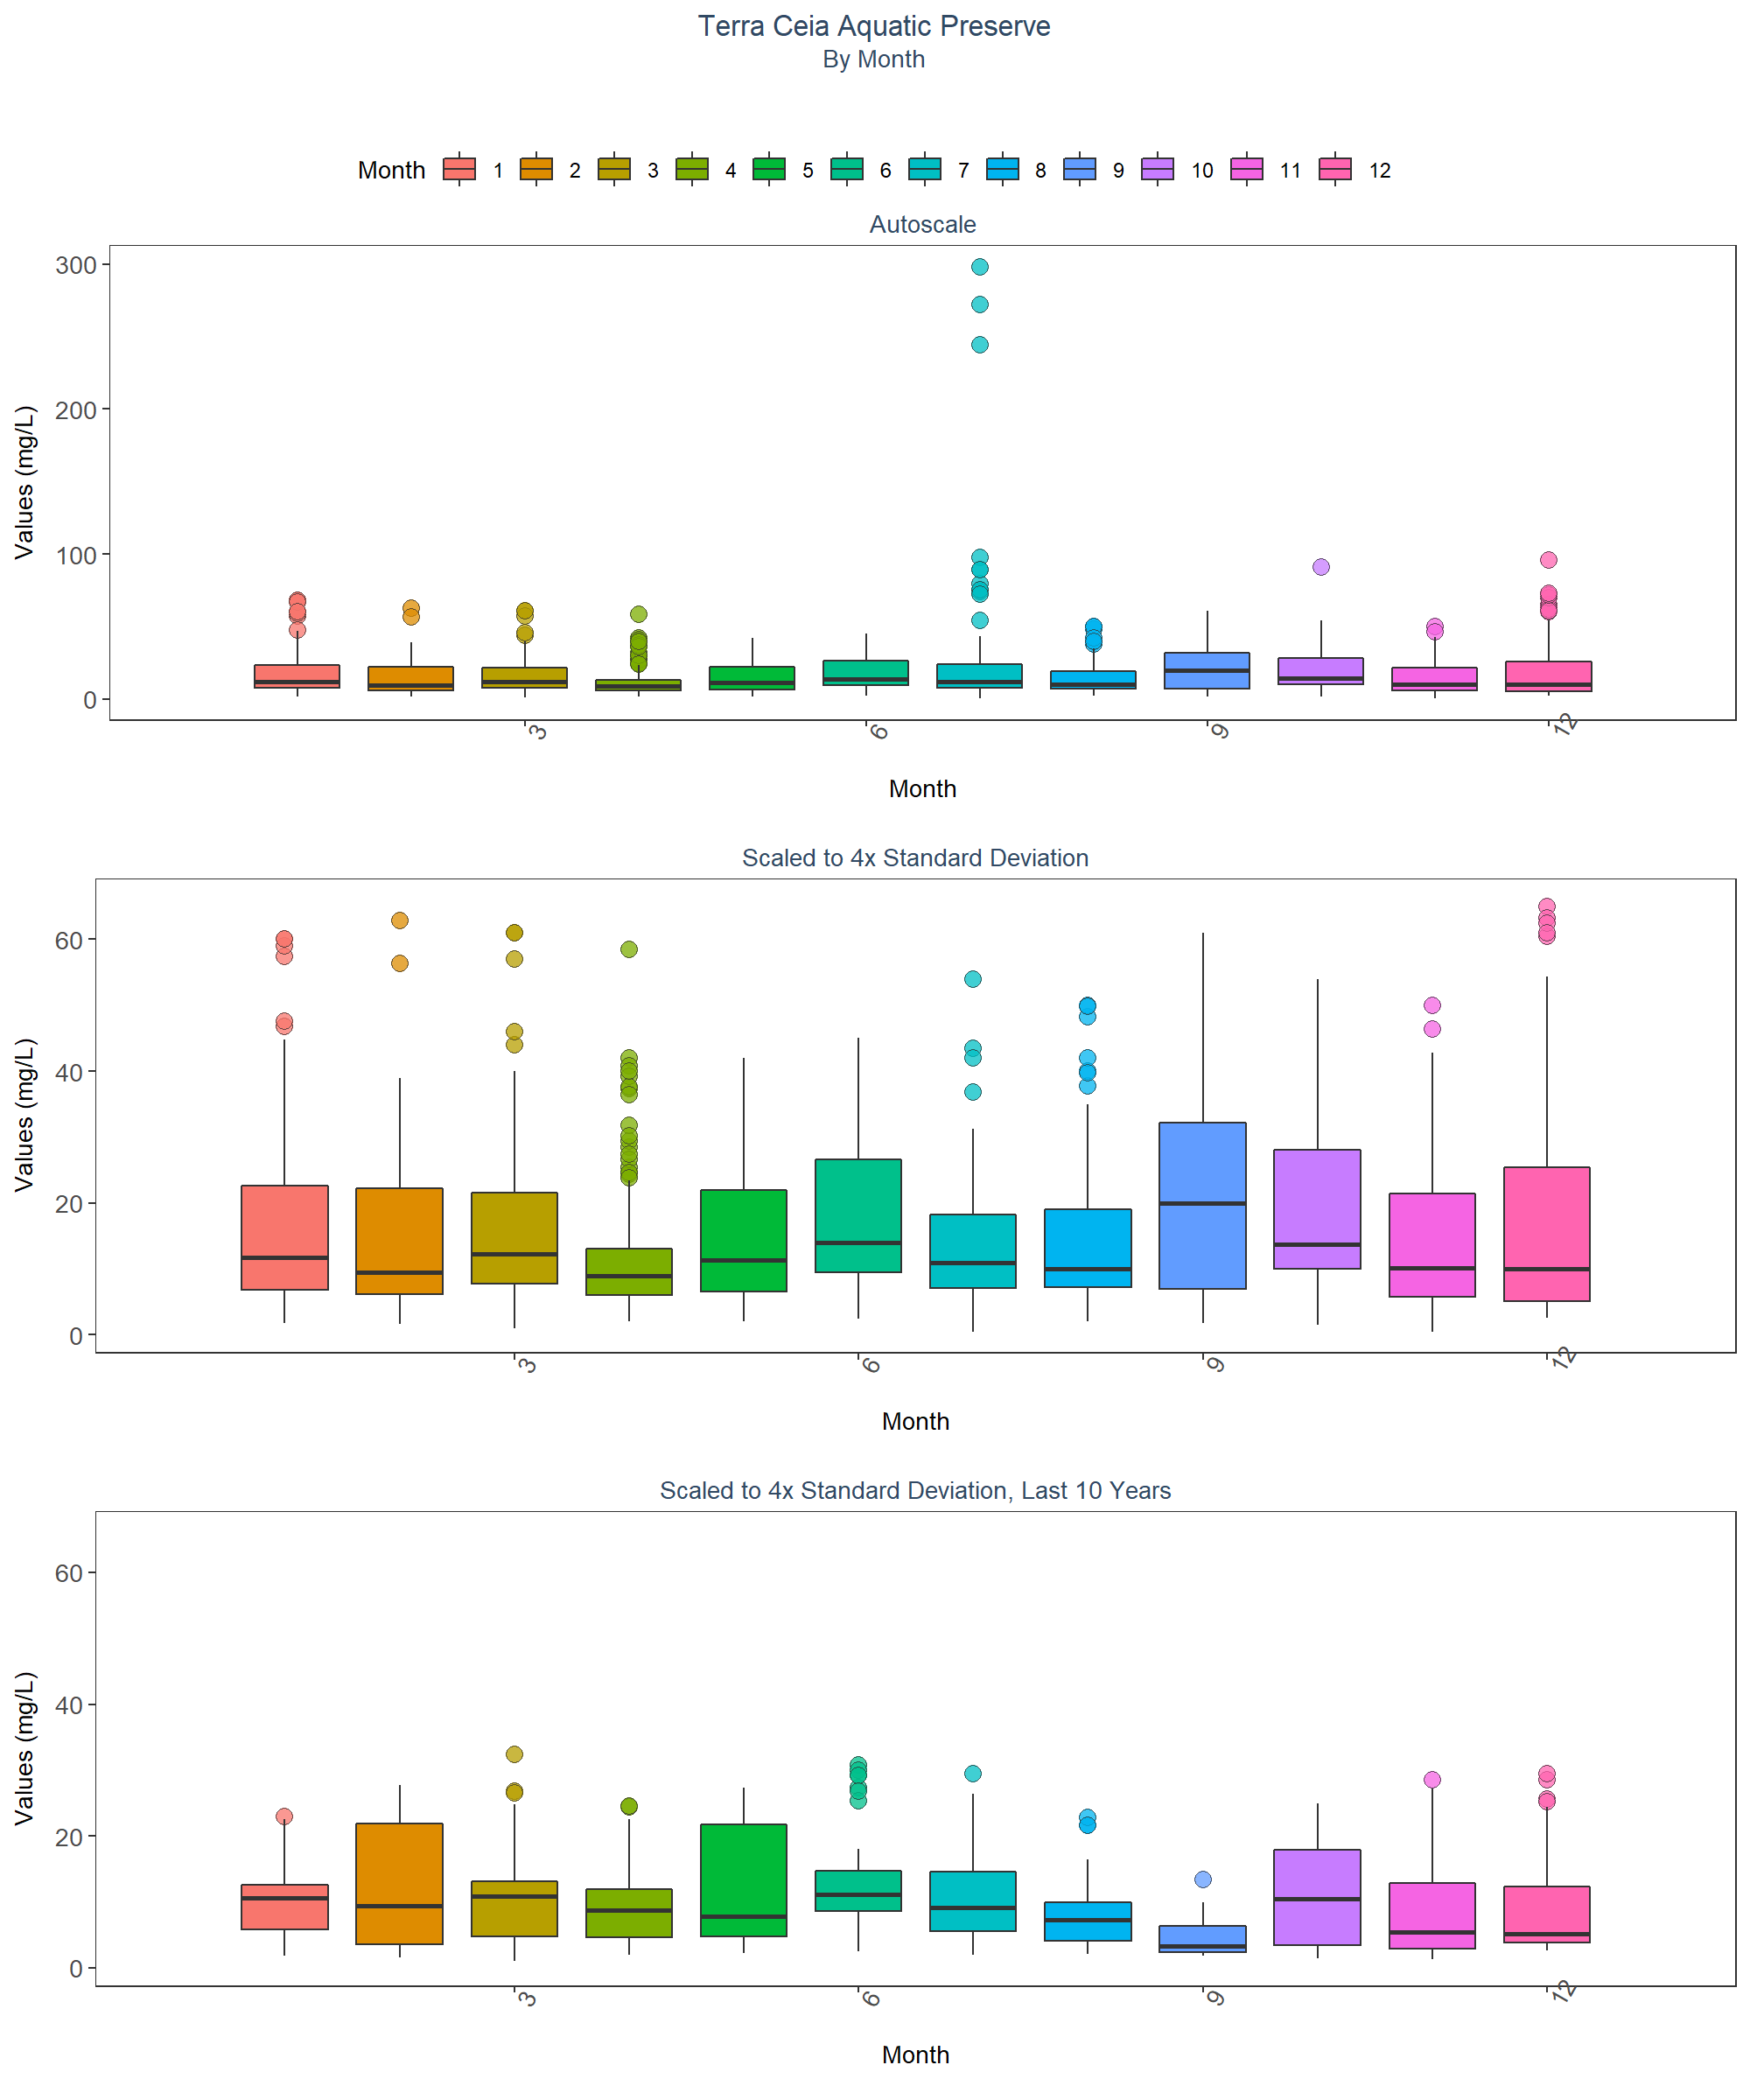 Terra Ceia Aquatic Preserve
By Month
Month 1 2 3 4 5 6 7 8 9 10 11 12
Autoscale
Values (mg/L)
300
200
100
0
3 6 9 12
Month
Scaled to 4x Standard Deviation
Values (mg/L)
60
40
20
0
3 6 9 12
Month
Scaled to 4x Standard Deviation, Last 10 Years
Values (mg/L)
60
40
20
0
3 6 9 12
Month